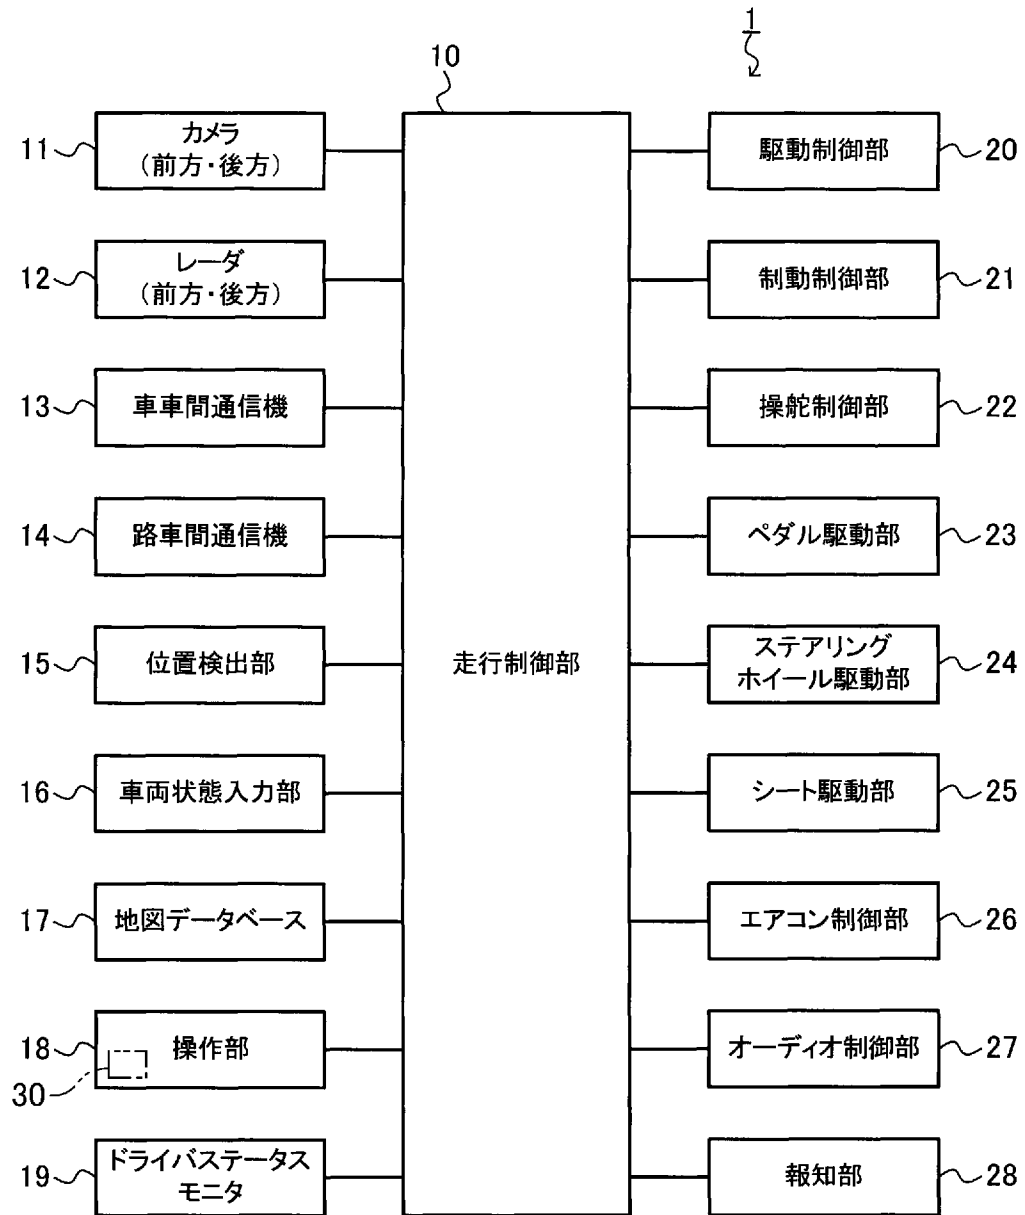 1
10
11
カメラ
(前方・後方)
12
レーダ
(前方・後方)
13
車車間通信機
14
路車間通信機
15
位置検出部
16
車両状態入力部
17
地図データベース
18
操作部
30
19
ドライバステータス
モニタ
走行制御部
駆動制御部
20
制動制御部
21
操舵制御部
22
ペダル駆動部
23
ステアリング
ホイール駆動部
24
シート駆動部
25
エアコン制御部
26
オーディオ制御部
27
報知部
28